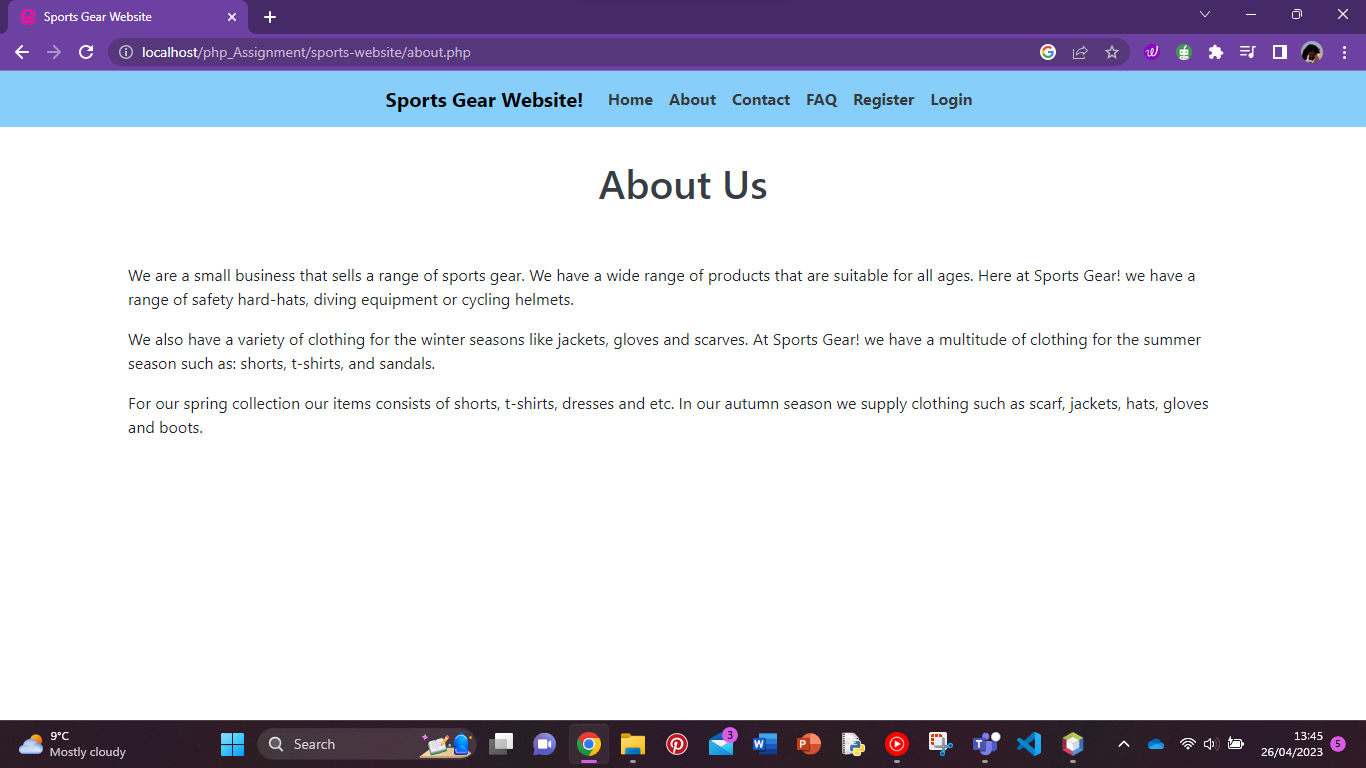 Sports Gear Website
localhost/php_Assignment/sports-website/about.php
Sports Gear Website! Home About Contact FAQ Register Login
About Us
We are a small business that sells a range of sports gear. We have a wide range of products that are suitable for all ages. Here at Sports Gear! we have a
range of safety hard-hats, diving equipment or cycling helmets.
We also have a variety of clothing for the winter seasons like jackets, gloves and scarves. At Sports Gear! we have a multitude of clothing for the summer
season such as: shorts, t-shirts, and sandals.
For our spring collection our items consists of shorts, t-shirts, dresses and etc. In our autumn season we supply clothing such as scarf, jackets, hats, gloves
and boots.
9°C
Mostly cloudy
Search
3
13:45
26/04/2023
5